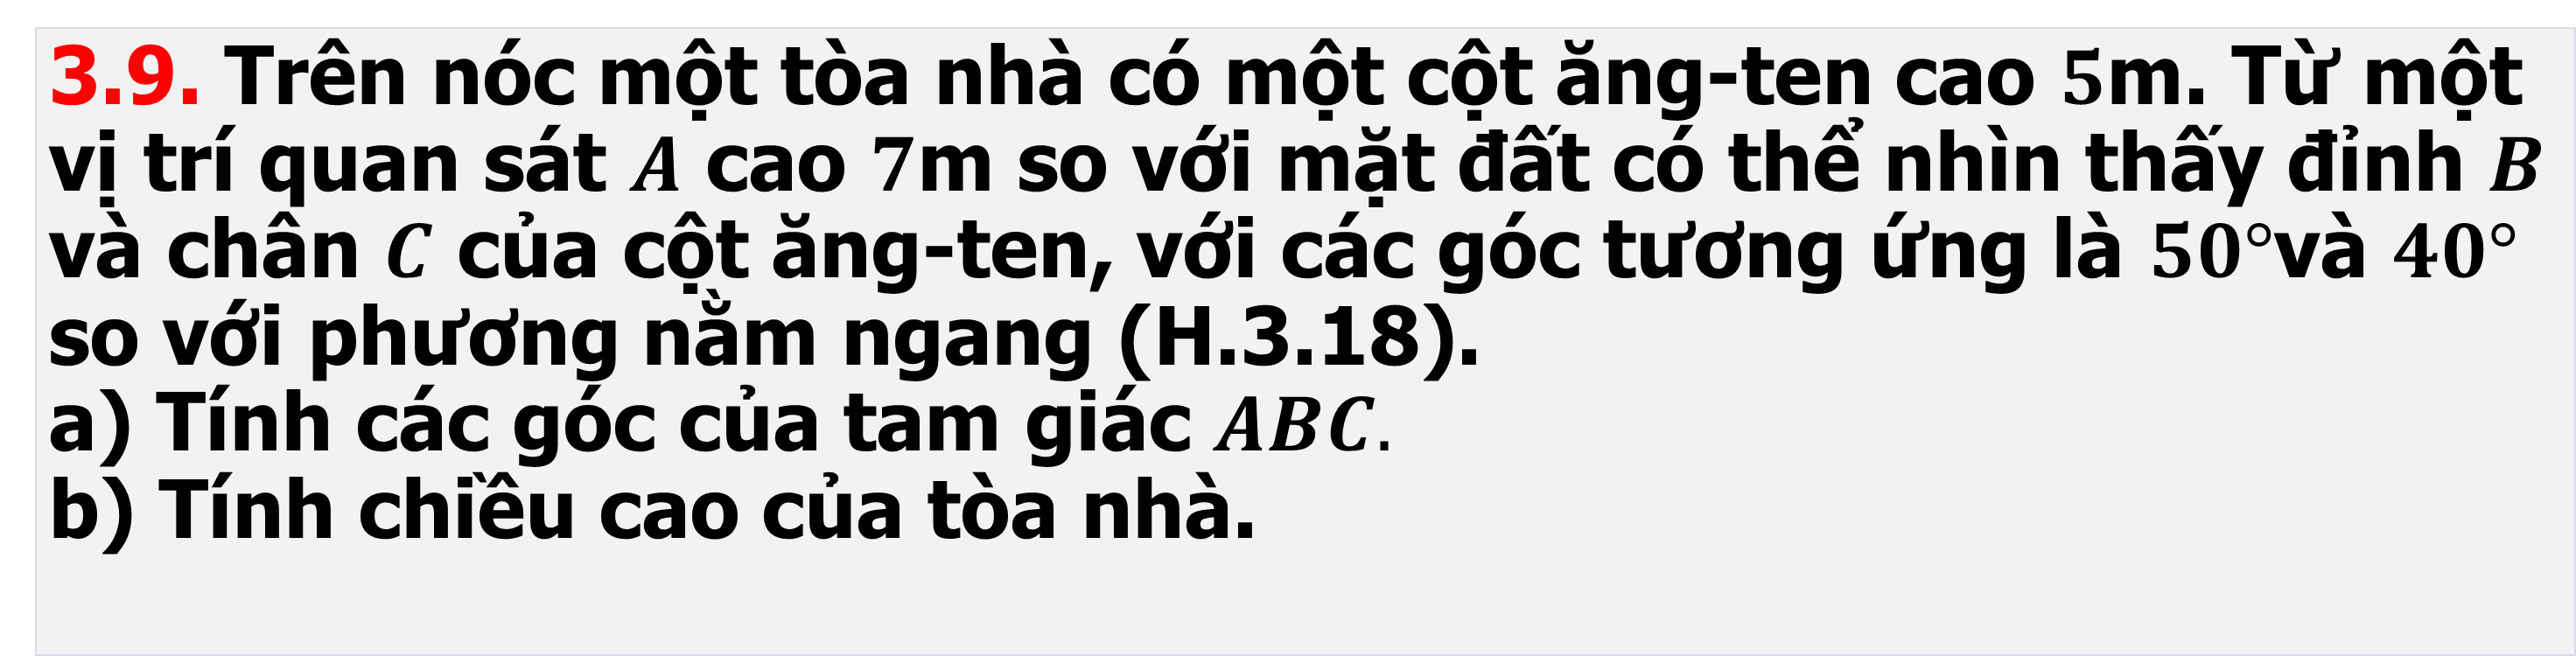 3.9. Trên nóc một tòa nhà có một cột ăng-ten cao 5m. Từ một
vị trí quan sát A cao 7m so với mặt đất có thể nhìn thấy đỉnh B
và chân C của cột ăng-ten, với các góc tương ứng là 50°và 40°
so với phương nằm ngang (H.3.18).
a) Tính các góc của tam giác ABC.
b) Tính chiều cao của tòa nhà.